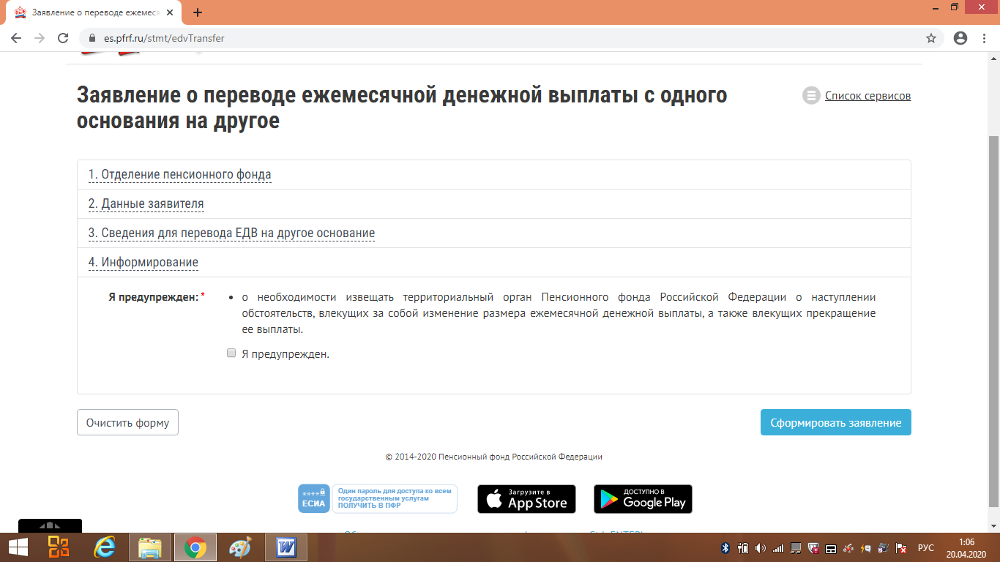 Заявление о переводе ежемеся
es.pfrf.ru/stmt/edvTransfer
Заявление о переводе ежемесячной денежной выплаты с одного
основания на другое
Список сервисов
1. Отделение пенсионного фонда
2. Данные заявителя
3. Сведения для перевода ЕДВ на другое основание
4. Информирование
Я предупрежден: *
• о необходимости извещать территориальный орган Пенсионного фонда Российской Федерации о наступлении
обстоятельств, влекущих за собой изменение размера ежемесячной денежной выплаты, а также влекущих прекращение
ее выплаты.
Я предупрежден.
Очистить форму
Сформировать заявление
© 2014-2020 Пенсионный фонд Российской Федерации
****
ЕСИА
Один пароль для доступа ко всем
государственным услугам
ПОЛУЧИТЬ В ПФР
Загрузите в
App Store
ДОСТУПНО В
Google Play
РУС
1:06
20.04.2020